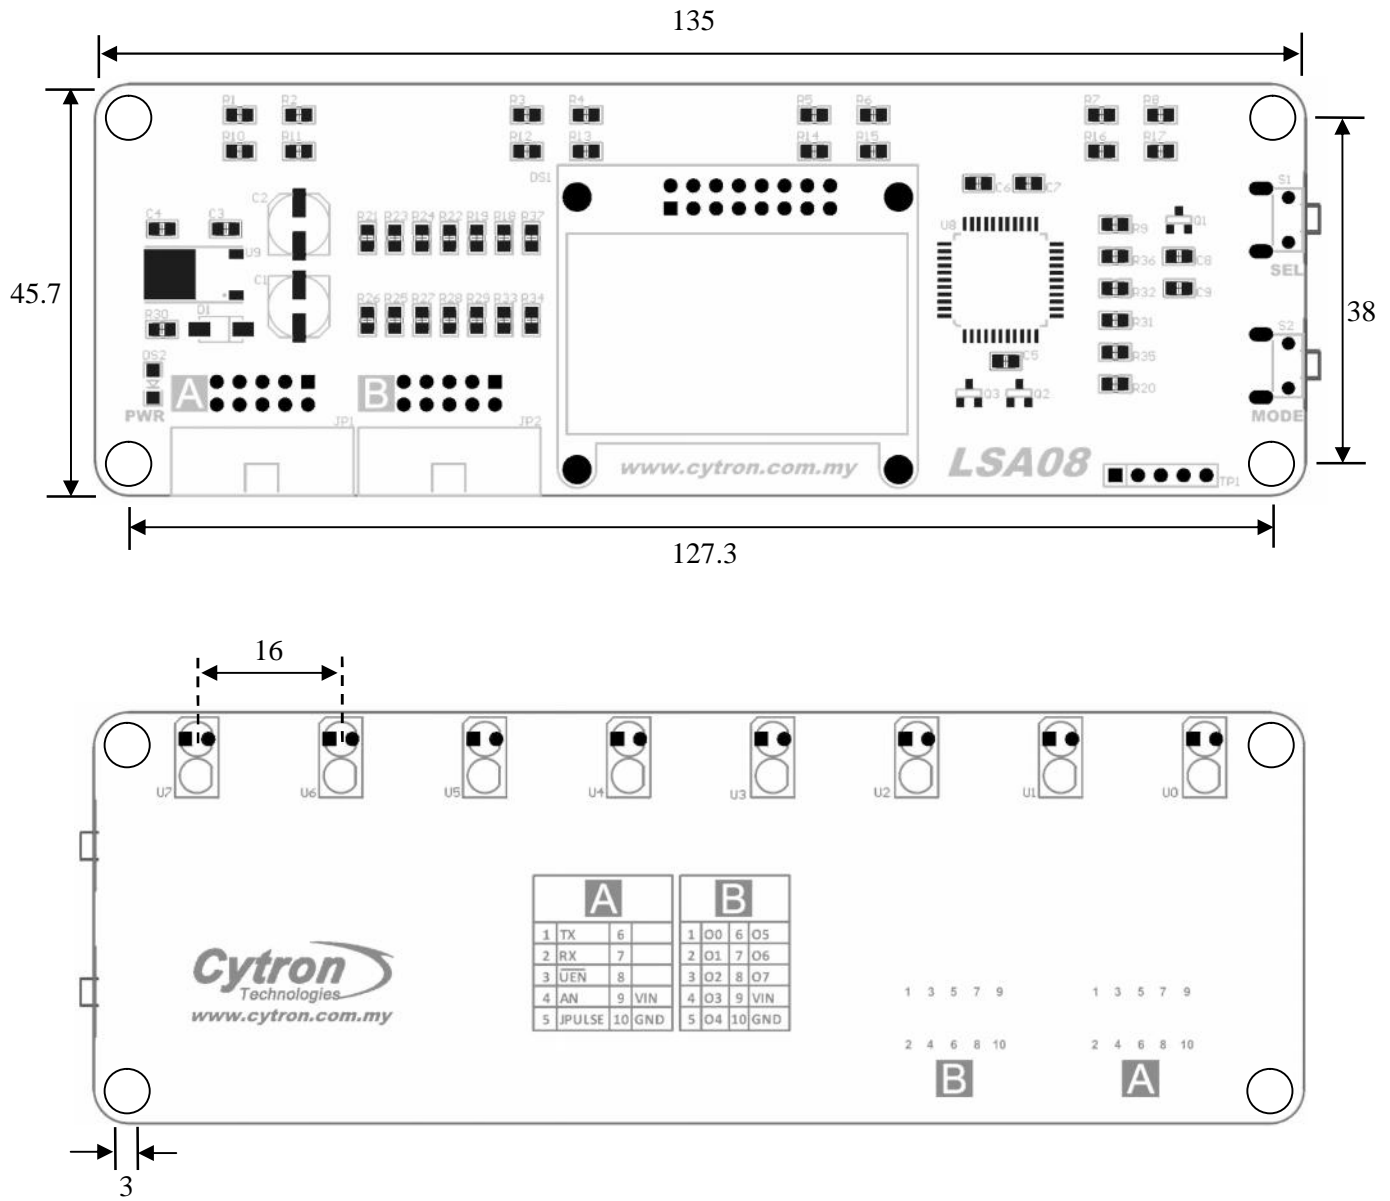 135
R1 R2 R3 R4 R5 R6 R7 R8
R10 R11 R12 R13 R14 R15 R16 R17
DS1
C6 C7
S1
C2
C4 C3
R21 R23 R24 R22 R19 R18 R37
U8
R9
Q1
U9
R36 C8
SEL
C1
45.7
R32 C9
R26 R25 R27 R28 R29 R33 R34
38
D1
R30
R31
S2
DS2
C5
R35
A
B
Q3 Q2
R20
PWR
MODE
JP1 JP2
www.cytron.com.my
LSA08
TP1
127.3
16
U7 U6 U5 U4 U3 U2 U1 U0
A B
1 TX 6 1 O0 6 O5
2 RX 7 2 O1 7 O6
3 UEN 8 3 O2 8 O7
4 AN 9 VIN 4 O3 9 VIN
5 JPULSE 10 GND 5 O4 10 GND
Cytron
Technologies
www.cytron.com.my
1 3 5 7 9 1 3 5 7 9
2 4 6 8 10 2 4 6 8 10
B A
3